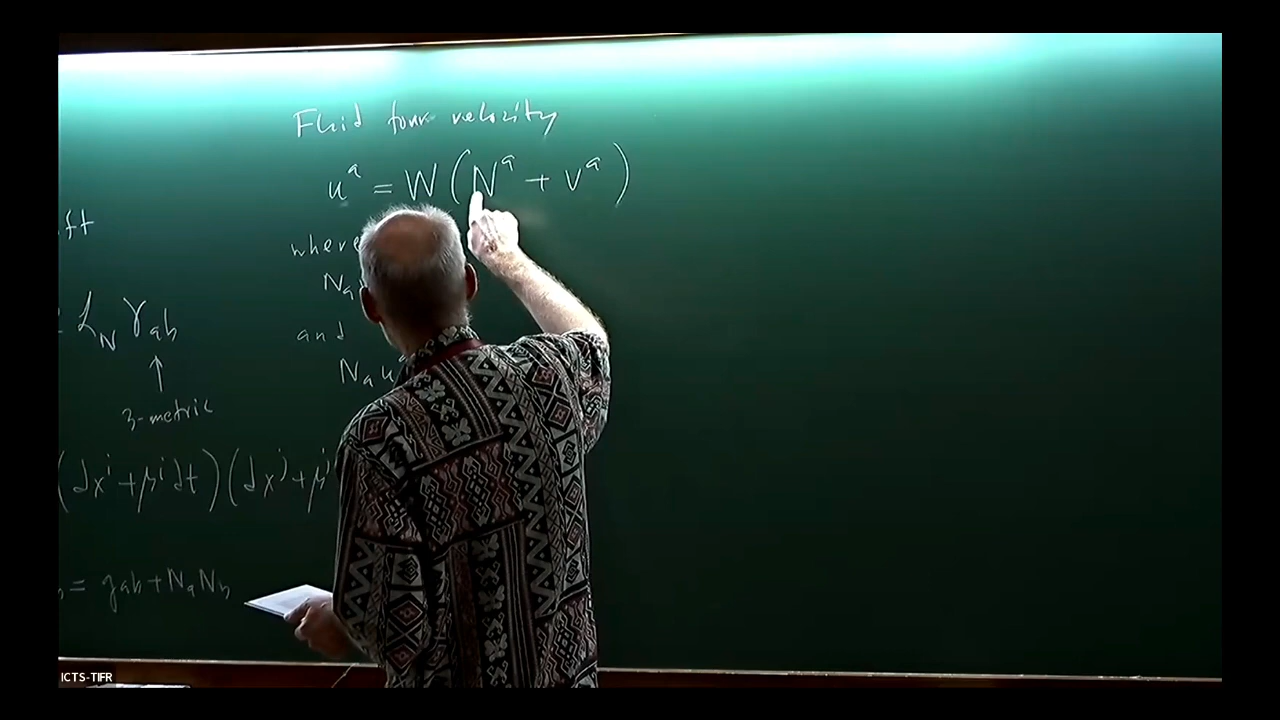 Fluid four velocity
u^a = W (N^a + v^a)
where
N_a
and
N_a u^a
ift
: L_N γ_ab
↑
3-metric
(dx^i + β^i dt)(dx^j + β^j
= g_ab + N_a N_b
ICTS-TIFR